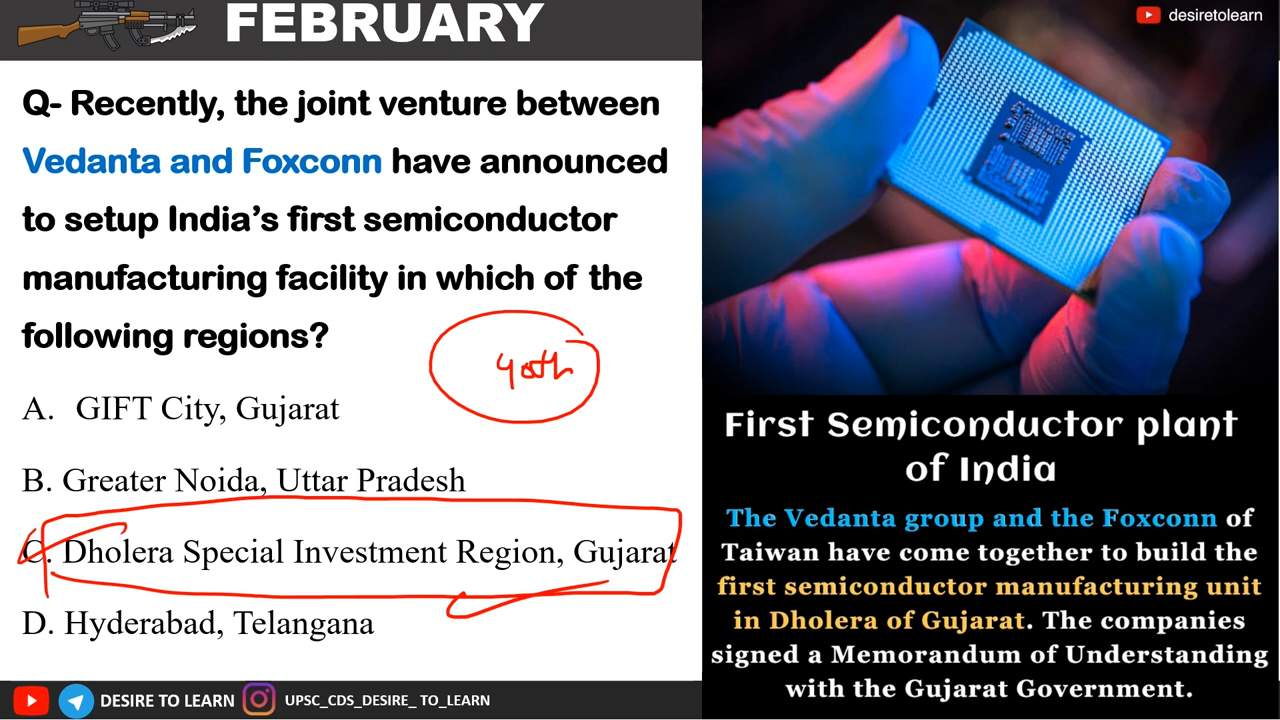 FEBRUARY
Q- Recently, the joint venture between
Vedanta and Foxconn have announced
to setup India’s first semiconductor
manufacturing facility in which of the
following regions?
A. GIFT City, Gujarat
B. Greater Noida, Uttar Pradesh
C. Dholera Special Investment Region, Gujarat
D. Hyderabad, Telangana
DESIRE TO LEARN
UPSC_CDS_DESIRE_ TO_LEARN
desiretolearn
First Semiconductor plant
of India
The Vedanta group and the Foxconn of
Taiwan have come together to build the
first semiconductor manufacturing unit
in Dholera of Gujarat. The companies
signed a Memorandum of Understanding
with the Gujarat Government.